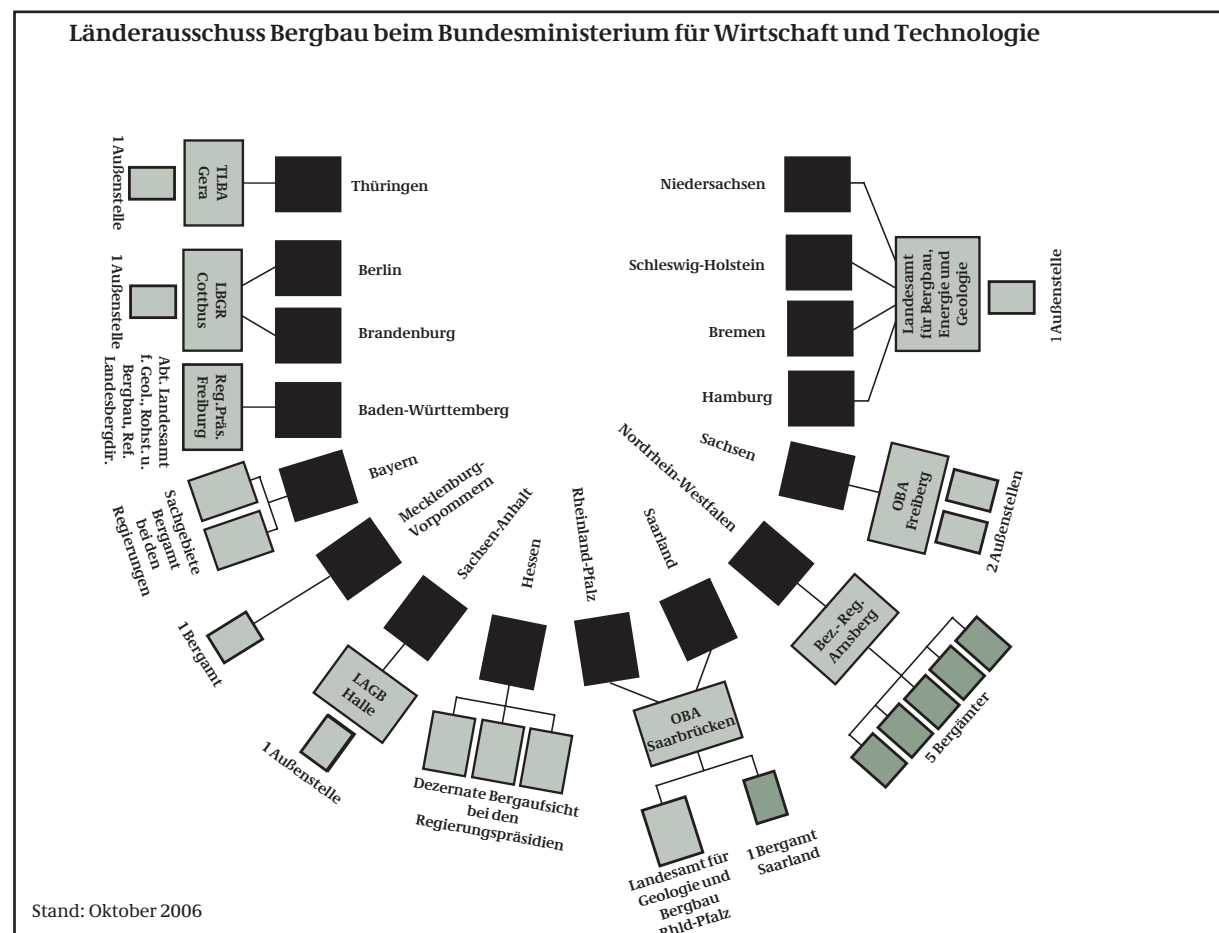 Länderausschuss Bergbau beim Bundesministerium für Wirtschaft und Technologie
1 Außenstelle
TLBA
Gera
Thüringen
1 Außenstelle
LBGR
Cottbus
Berlin
Brandenburg
Abt. Landesamt
f. Geol., Rohst. u.
Bergbau, Ref.
Landesbergdir.
Reg.Präs.
Freiburg
Baden-Württemberg
Sachgebiete
Bergamt
bei den
Regierungen
Bayern
1 Bergamt
Mecklenburg-
Vorpommern
Sachsen-Anhalt
LAGB
Halle
1 Außenstelle
Hessen
Dezernate Bergaufsicht
bei den
Regierungspräsidien
Rheinland-Pfalz
Saarland
OBA
Saarbrücken
Landesamt für
Geologie und
Bergbau
Rhld-Pfalz
1 Bergamt
Saarland
Nordrhein-Westfalen
Bez.- Reg.
Arnsberg
5 Bergämter
Sachsen
OBA
Freiberg
2 Außenstellen
Niedersachsen
Schleswig-Holstein
Bremen
Hamburg
Landesamt
für Bergbau,
Energie und
Geologie
1 Außenstelle
Stand: Oktober 2006